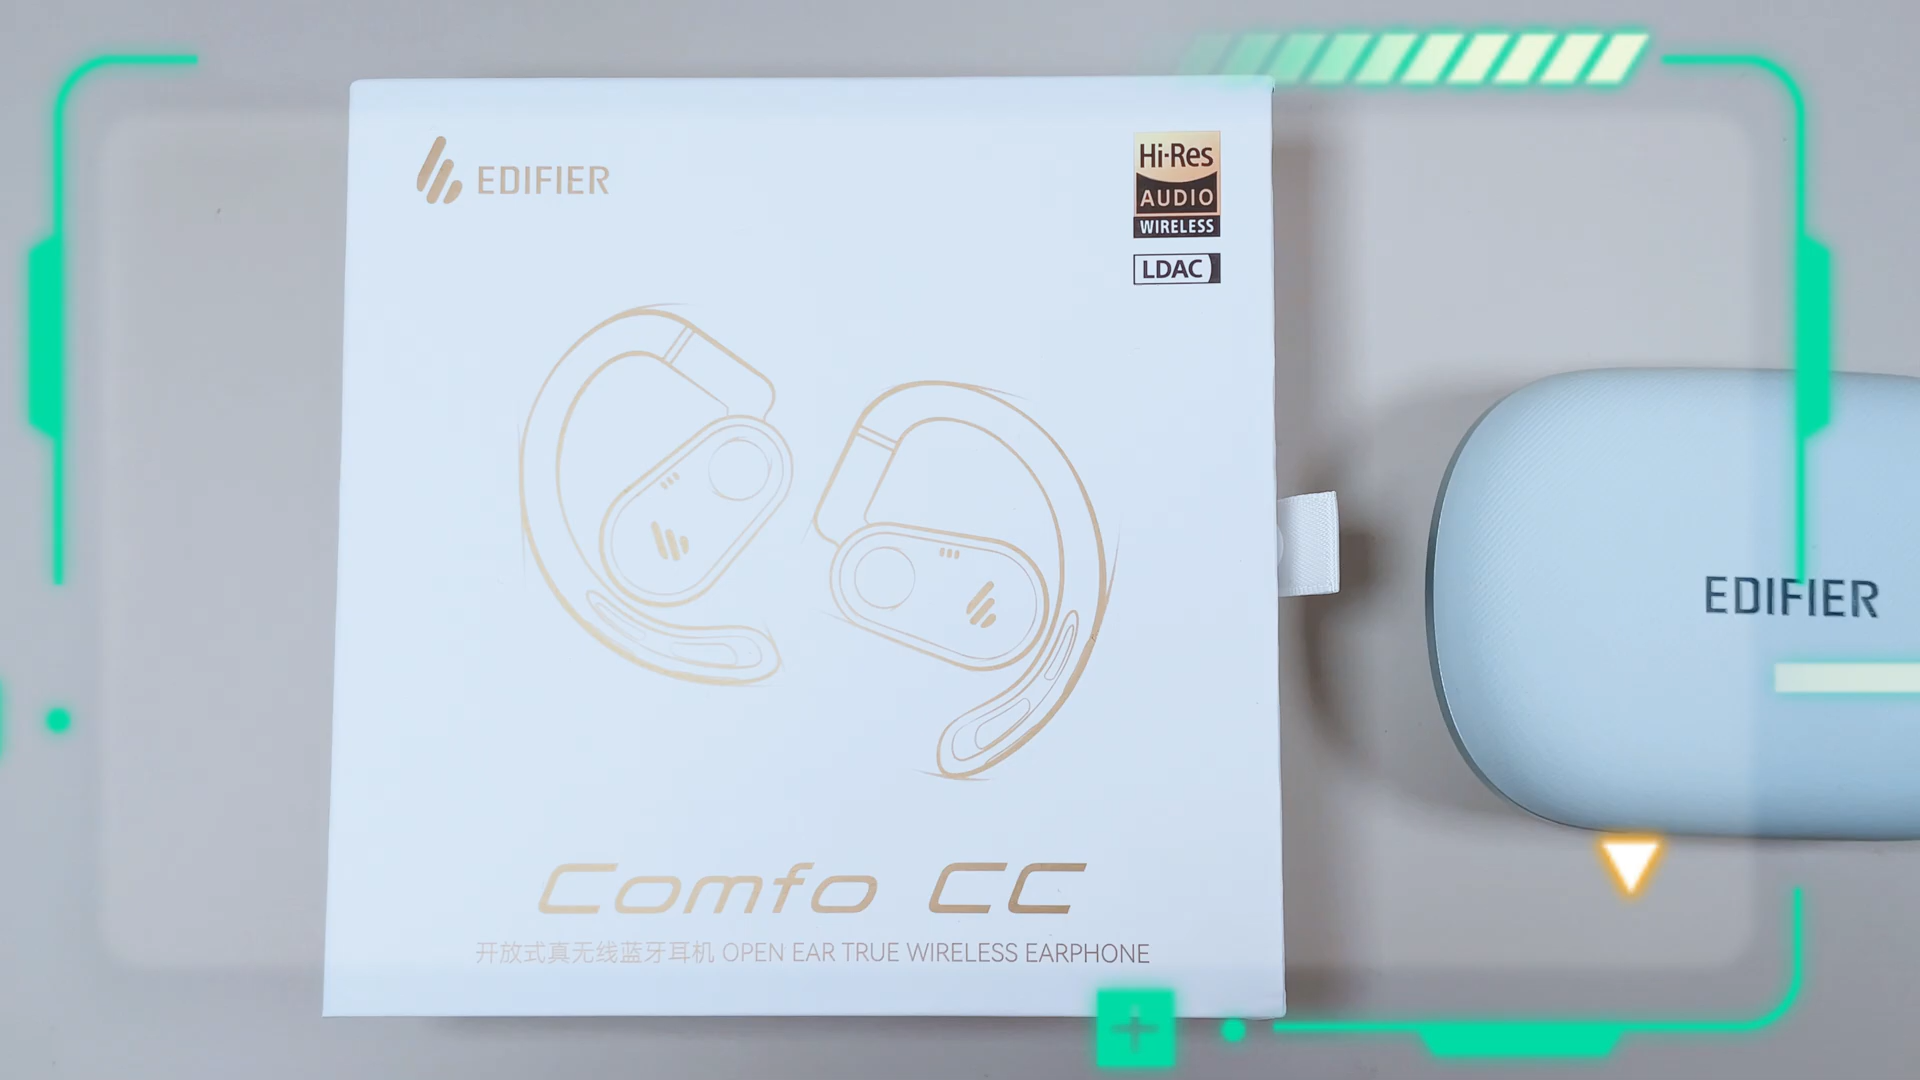 EDIFIER
Hi-Res
AUDIO
WIRELESS
LDAC
EDIFIER
Comfo CC
开放式真无线蓝牙耳机 OPEN EAR TRUE WIRELESS EARPHONE